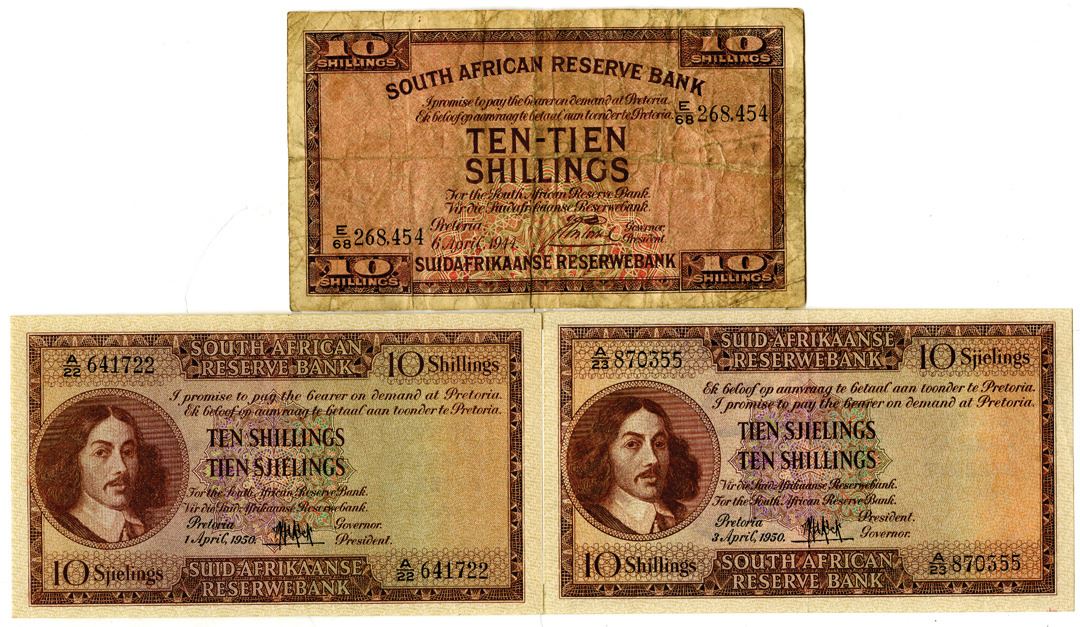 10 SHILLINGS 10 SHILLINGS
SOUTH AFRICAN RESERVE BANK
I promise to pay the bearer on demand at Pretoria.
Ek beloof op aanvraag te betaal aan toonder te Pretoria.
E/68 268,454
TEN-TIEN
SHILLINGS
For the South African Reserve Bank.
Vir die Suidafrikaanse Reserwebank.
Pretoria, Governor.
E/68 268,454 6 April, 1944. President
SUIDAFRIKAANSE RESERWEBANK
10 SHILLINGS 10 SHILLINGS
A/22 641722
SOUTH AFRICAN
RESERVE BANK
10 Shillings
I promise to pay the bearer on demand at Pretoria.
Ek beloof op aanvraag te betaal aan toonder te Pretoria.
TEN SHILLINGS
TIEN SJIELINGS
For the South African Reserve Bank.
Vir die Suid-Afrikaanse Reserwebank.
Pretoria Governor.
1 April, 1950. President.
10 Sjielings
SUID-AFRIKAANSE
RESERWEBANK
A/22 641722
A/23 870355
SUID-AFRIKAANSE
RESERWEBANK
10 Sjielings
Ek beloof op aanvraag te betaal aan toonder te Pretoria.
I promise to pay the bearer on demand at Pretoria.
TIEN SJIELINGS
TEN SHILLINGS
Vir die Suid-Afrikaanse Reserwebank.
For the South African Reserve Bank.
Pretoria President.
3 April, 1950. Governor.
10 Shillings
SOUTH AFRICAN
RESERVE BANK
A/23 870355